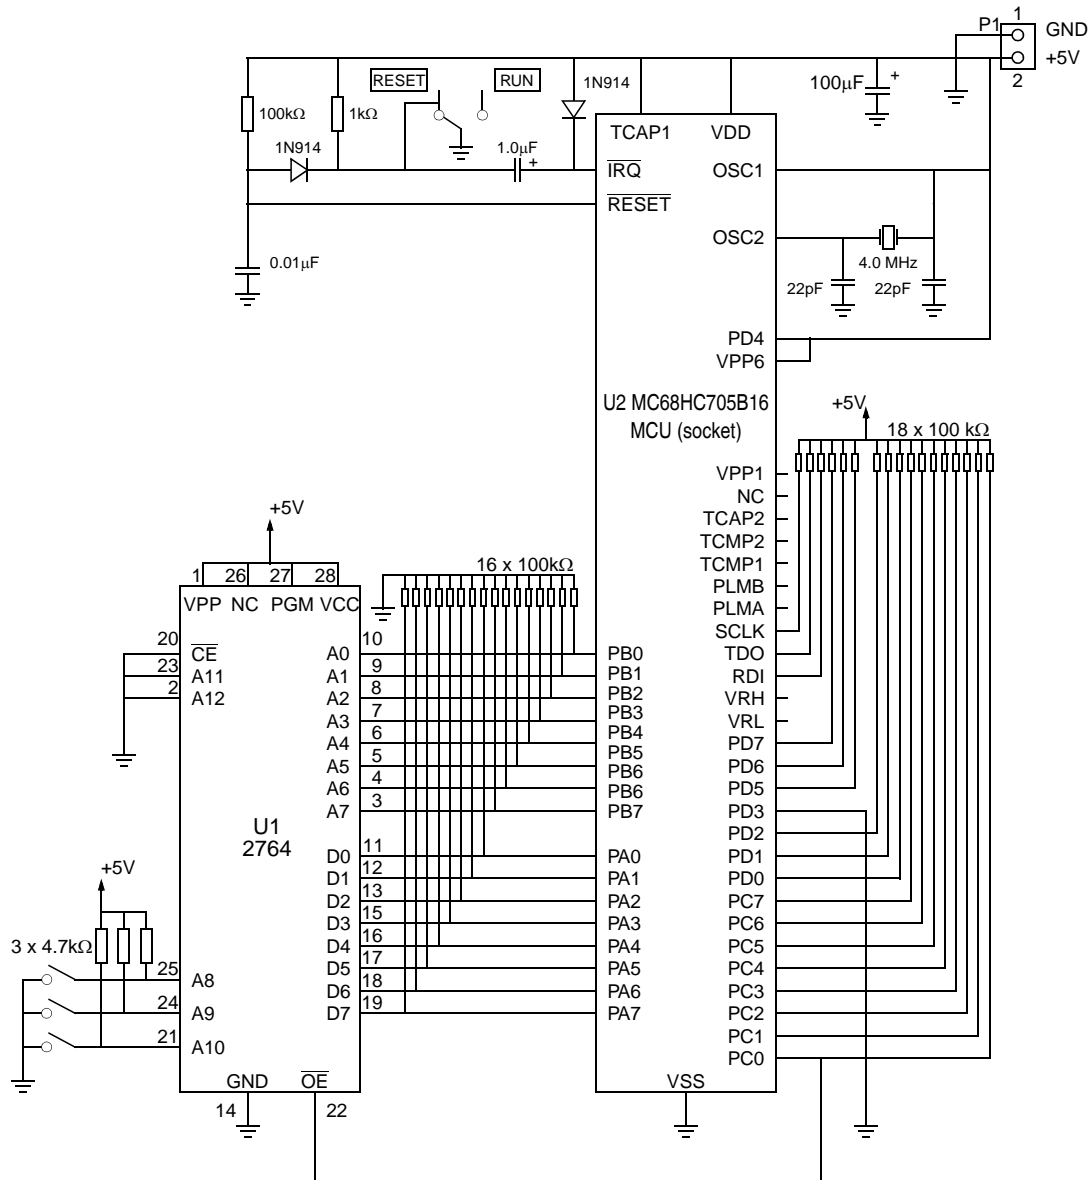 1
P1
GND
+5V
2
RESET
RUN
1N914
100µF
+
100kΩ
1kΩ
TCAP1
VDD
1N914
1.0µF
+
IRQ
OSC1
RESET
OSC2
0.01µF
4.0 MHz
22pF
22pF
PD4
VPP6
U2 MC68HC705B16
MCU (socket)
+5V
18 x 100 kΩ
VPP1
NC
TCAP2
TCMP2
TCMP1
PLMB
PLMA
SCLK
TDO
RDI
VRH
VRL
PD7
PD6
PD5
PD3
PD2
PD1
PD0
PC7
PC6
PC5
PC4
PC3
PC2
PC1
PC0
+5V
16 x 100kΩ
1
26
27
28
VPP
NC
PGM
VCC
20
CE
23
A11
2
A12
A0
10
PB0
A1
9
PB1
A2
8
PB2
A3
7
PB3
A4
6
PB4
PB5
A5
5
PB6
A6
4
PB6
A7
3
PB7
U1
2764
D0
11
PA0
D1
12
PA1
D2
13
PA2
D3
15
PA3
D4
16
PA4
D5
17
PA5
D6
18
PA6
D7
19
PA7
+5V
3 x 4.7kΩ
25
A8
24
A9
21
A10
GND
OE
VSS
14
22